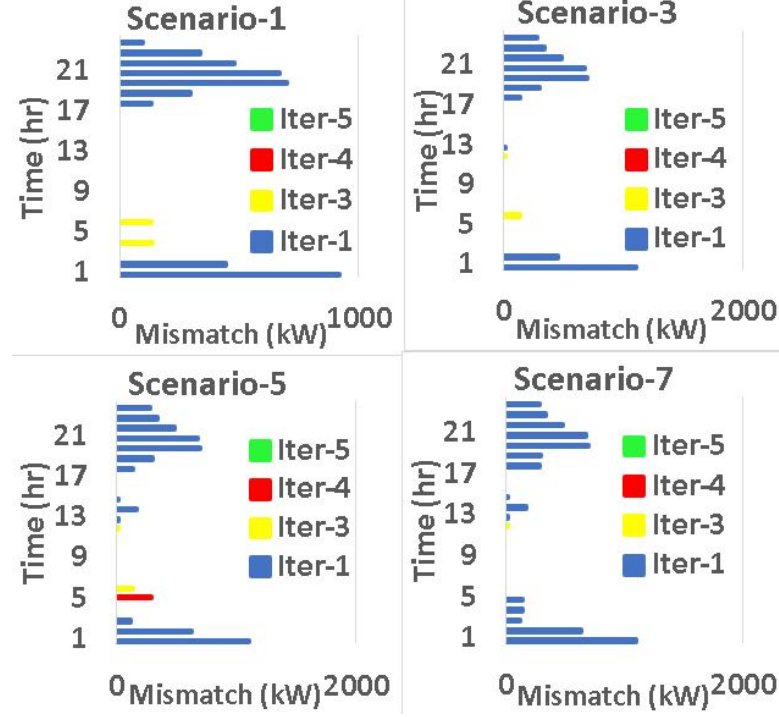 Scenario-1
Time (hr)
21
17
13
9
5
1
Iter-5
Iter-4
Iter-3
Iter-1
0
1000
Mismatch (kW)
Scenario-3
Time (hr)
21
17
13
9
5
1
Iter-5
Iter-4
Iter-3
Iter-1
0
2000
Mismatch (kW)
Scenario-5
Time (hr)
21
17
13
9
5
1
Iter-5
Iter-4
Iter-3
Iter-1
0
2000
Mismatch (kW)
Scenario-7
Time (hr)
21
17
13
9
5
1
Iter-5
Iter-4
Iter-3
Iter-1
0
2000
Mismatch (kW)